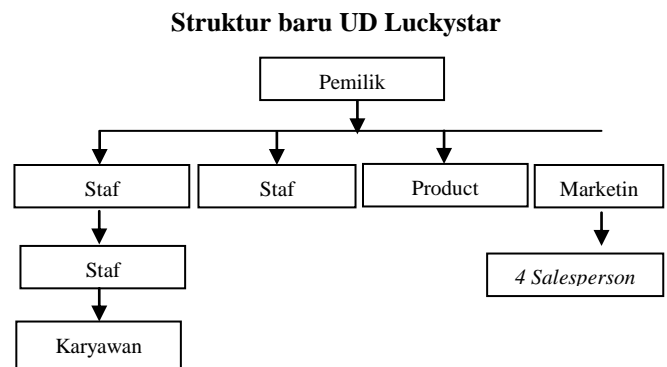 Struktur baru UD Luckystar
Pemilik
Staf
Staf
Product
Marketin
Staf
4 Salesperson
Karyawan